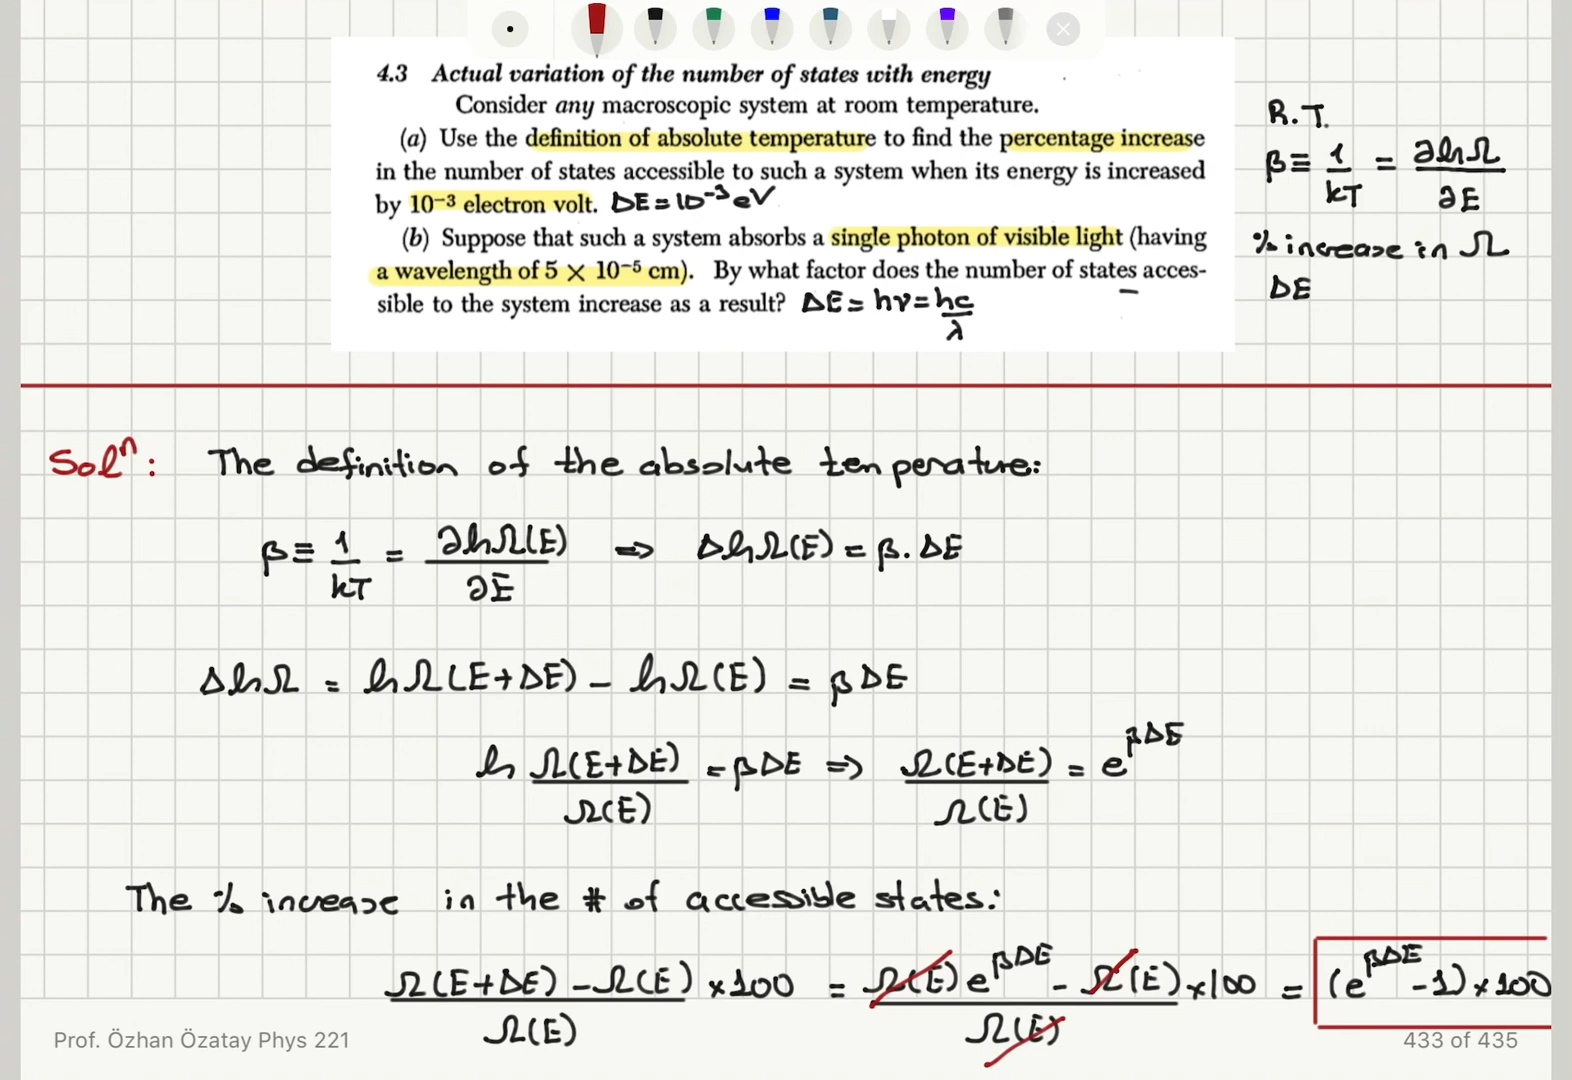 4.3 Actual variation of the number of states with energy
Consider any macroscopic system at room temperature.
(a) Use the definition of absolute temperature to find the percentage increase
in the number of states accessible to such a system when its energy is increased
by 10⁻³ electron volt. ΔE = 10⁻³ eV
(b) Suppose that such a system absorbs a single photon of visible light (having
a wavelength of 5 × 10⁻⁵ cm). By what factor does the number of states acces-
sible to the system increase as a result? ΔE = hν = hc/λ
R.T.
β ≡ 1/kT = ∂lnΩ/∂E
% increase in Ω
ΔE
Solⁿ: The definition of the absolute tenperature:
β ≡ 1/kT = ∂lnΩ(E)/∂E ⇒ ΔlnΩ(E) = β.ΔE
ΔlnΩ = lnΩ(E+ΔE) - lnΩ(E) = βΔE
ln Ω(E+ΔE)/Ω(E) = βΔE ⇒ Ω(E+ΔE)/Ω(E) = e^βΔE
The % increase in the # of accessible states:
Ω(E+ΔE) - Ω(E)/Ω(E) ×100 = Ω(E)e^βΔE - Ω(E)/Ω(E) ×100 = (e^βΔE - 1)×100
Prof. Özhan Özatay Phys 221
433 of 435